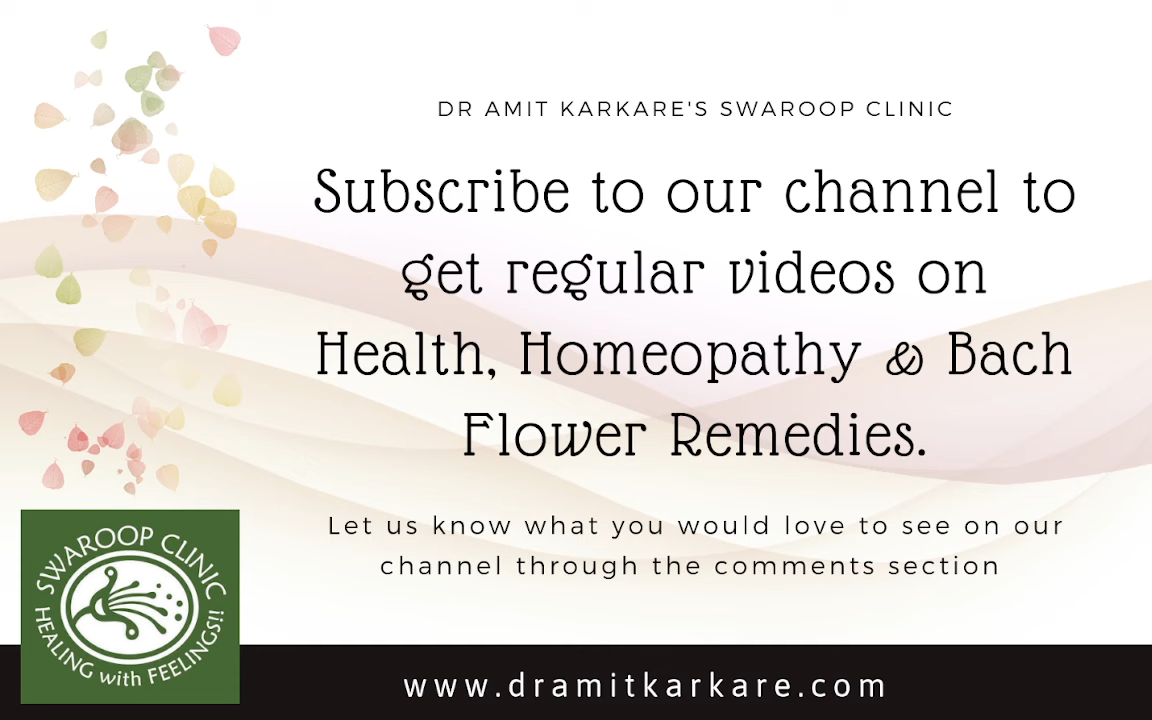 DR AMIT KARKARE'S SWAROOP CLINIC
Subscribe to our channel to
get regular videos on
Health, Homeopathy & Bach
Flower Remedies.
Let us know what you would love to see on our
channel through the comments section
SWAROOP CLINIC
HEALING with FEELINGS!!
www.dramitkarkare.com